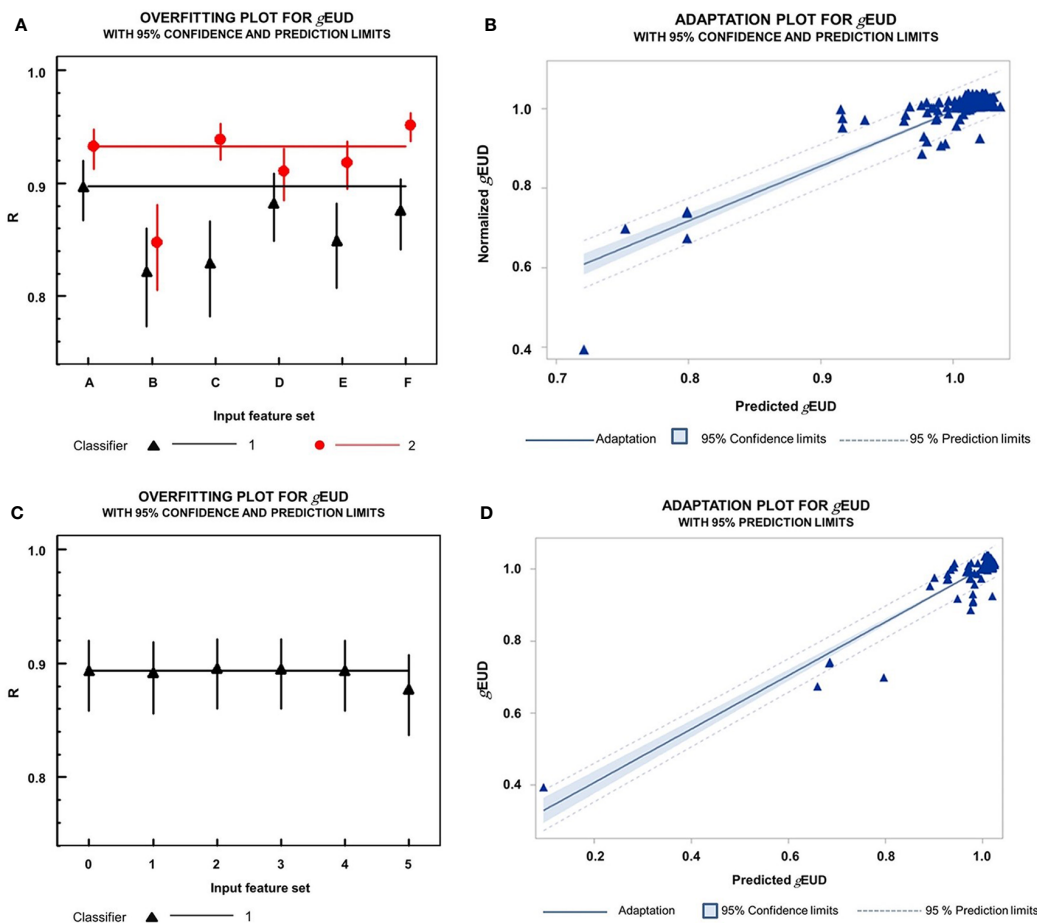 A
OVERFITTING PLOT FOR gEUD
WITH 95% CONFIDENCE AND PREDICTION LIMITS
R
1.0
0.9
0.8
A B C D E F
Input feature set
Classifier 1 2
B
ADAPTATION PLOT FOR gEUD
WITH 95% CONFIDENCE AND PREDICTION LIMITS
Normalized gEUD
1.0
0.8
0.6
0.4
0.7 0.8 0.9 1.0
Predicted gEUD
Adaptation 95% Confidence limits 95 % Prediction limits
C
OVERFITTING PLOT FOR gEUD
WITH 95% CONFIDENCE AND PREDICTION LIMITS
R
1.0
0.9
0.8
0 1 2 3 4 5
Input feature set
Classifier 1
D
ADAPTATION PLOT FOR gEUD
WITH 95% PREDICTION LIMITS
gEUD
1.0
0.8
0.6
0.4
0.2 0.4 0.6 0.8 1.0
Predicted gEUD
Adaptation 95% Confidence limits 95 % Prediction limits